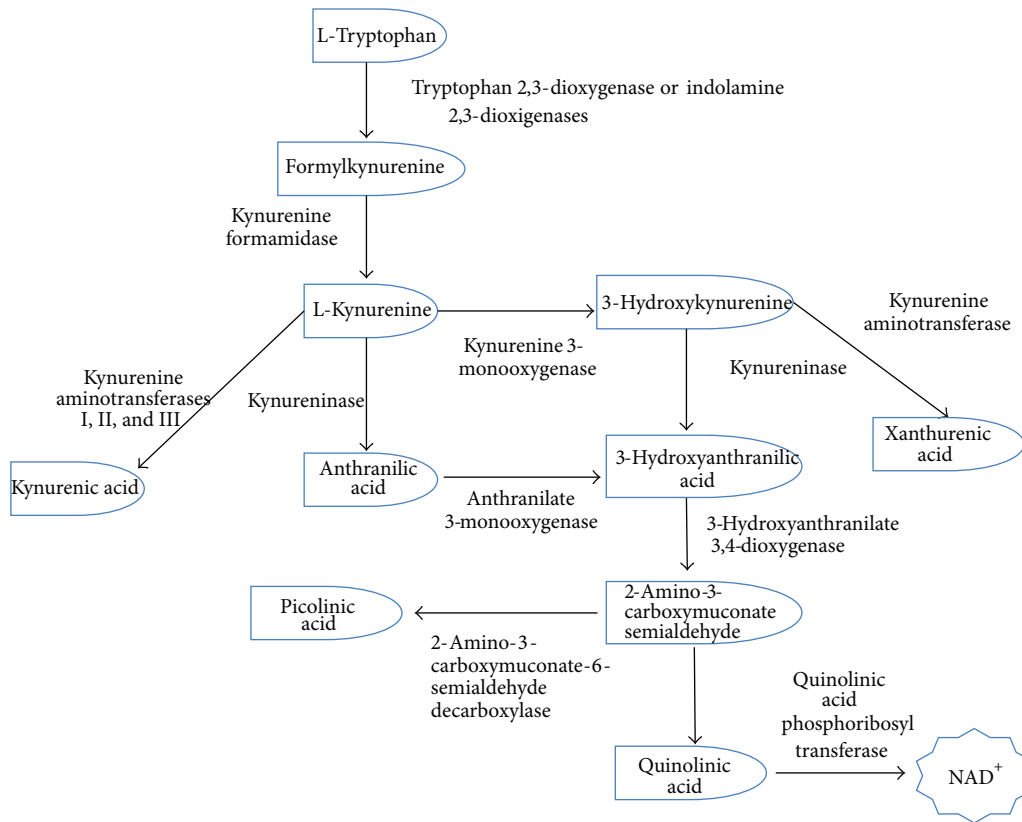 L-Tryptophan
Tryptophan 2,3-dioxygenase or indolamine
2,3-dioxigenases
Formylkynurenine
Kynurenine
formamidase
L-Kynurenine
3-Hydroxykynurenine
Kynurenine
aminotransferase
Kynurenine 3-
monooxygenase
Kynureninase
Kynurenine
aminotransferases
I, II, and III
Kynureninase
Xanthurenic
acid
Kynurenic acid
Anthranilic
acid
3-Hydroxyanthranilic
acid
Anthranilate
3-monooxygenase
3-Hydroxyanthranilate
3,4-dioxygenase
Picolinic
acid
2-Amino-3-
carboxymuconate
semialdehyde
2-Amino-3-
carboxymuconate-6-
semialdehyde
decarboxylase
Quinolinic
acid
phosphoribosyl
transferase
Quinolinic
acid
NAD+